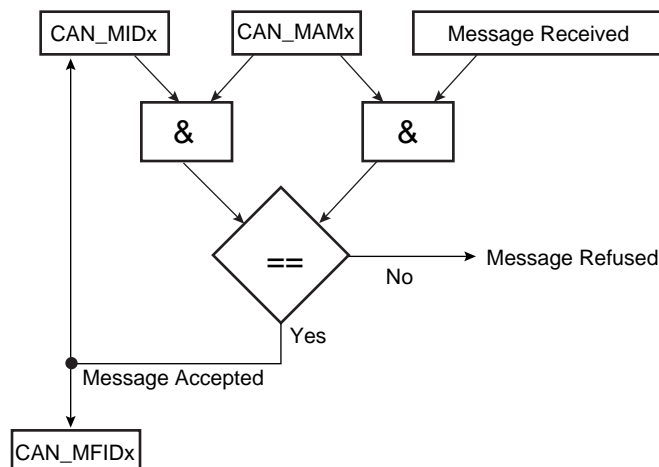 CAN_MIDx
CAN_MAMx
Message Received
&
&
==
No
Message Refused
Yes
Message Accepted
CAN_MFIDx